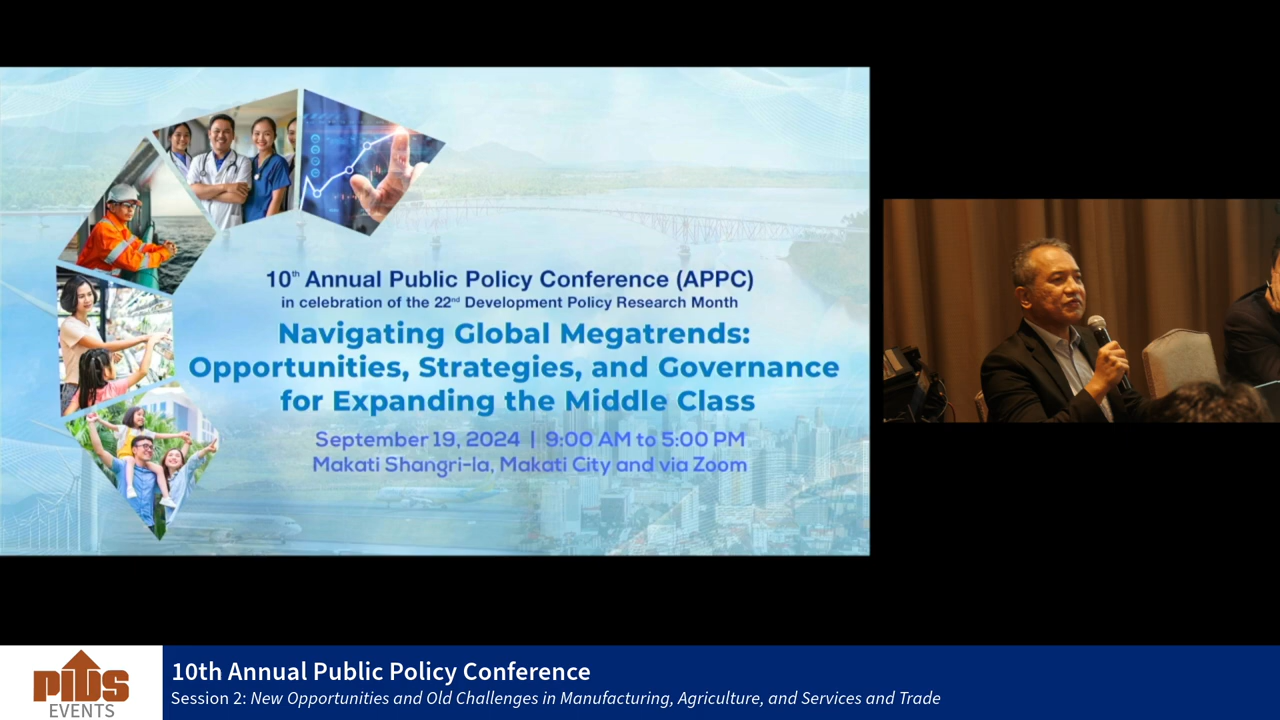 10th Annual Public Policy Conference (APPC)
in celebration of the 22nd Development Policy Research Month
Navigating Global Megatrends:
Opportunities, Strategies, and Governance
for Expanding the Middle Class
September 19, 2024 | 9:00 AM to 5:00 PM
Makati Shangri-la, Makati City and via Zoom
PIDS
EVENTS
10th Annual Public Policy Conference
Session 2: New Opportunities and Old Challenges in Manufacturing, Agriculture, and Services and Trade